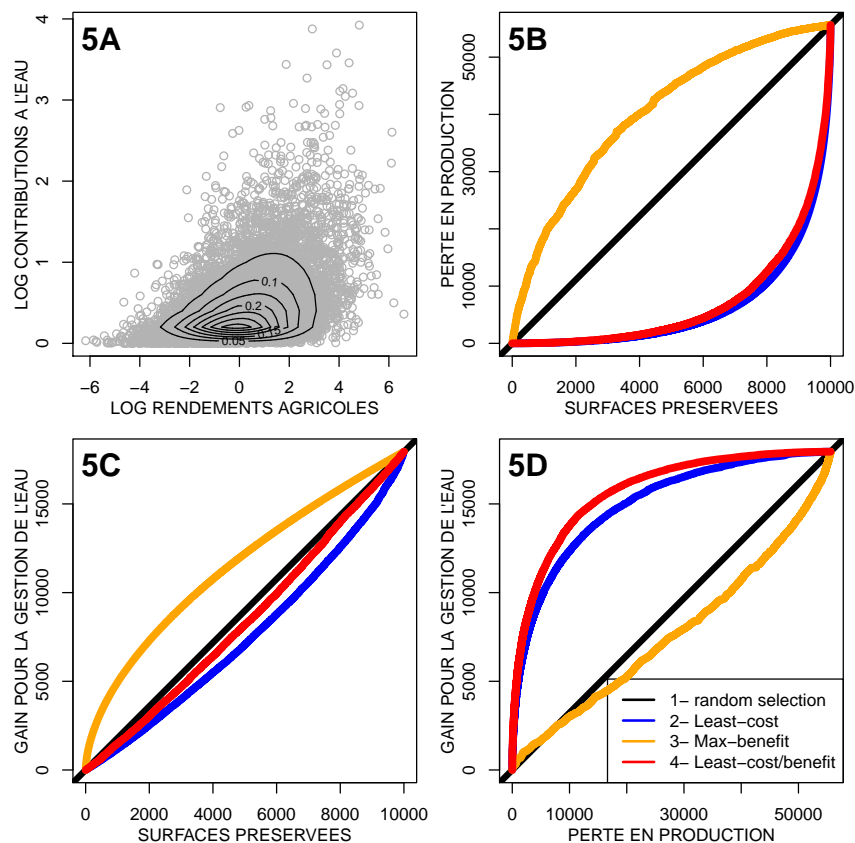 5A
LOG CONTRIBUTIONS A L'EAU
0 1 2 3 4
0.1
0.2
0.15
0.05
−6 −4 −2 0 2 4 6
LOG RENDEMENTS AGRICOLES
5B
PERTE EN PRODUCTION
0 10000 30000 50000
0 2000 4000 6000 8000 10000
SURFACES PRESERVEES
5C
GAIN POUR LA GESTION DE L'EAU
0 5000 10000 15000
0 2000 4000 6000 8000 10000
SURFACES PRESERVEES
5D
GAIN POUR LA GESTION DE L'EAU
0 5000 10000 15000
1− random selection
2− Least−cost
3− Max−benefit
4− Least−cost/benefit
0 10000 30000 50000
PERTE EN PRODUCTION